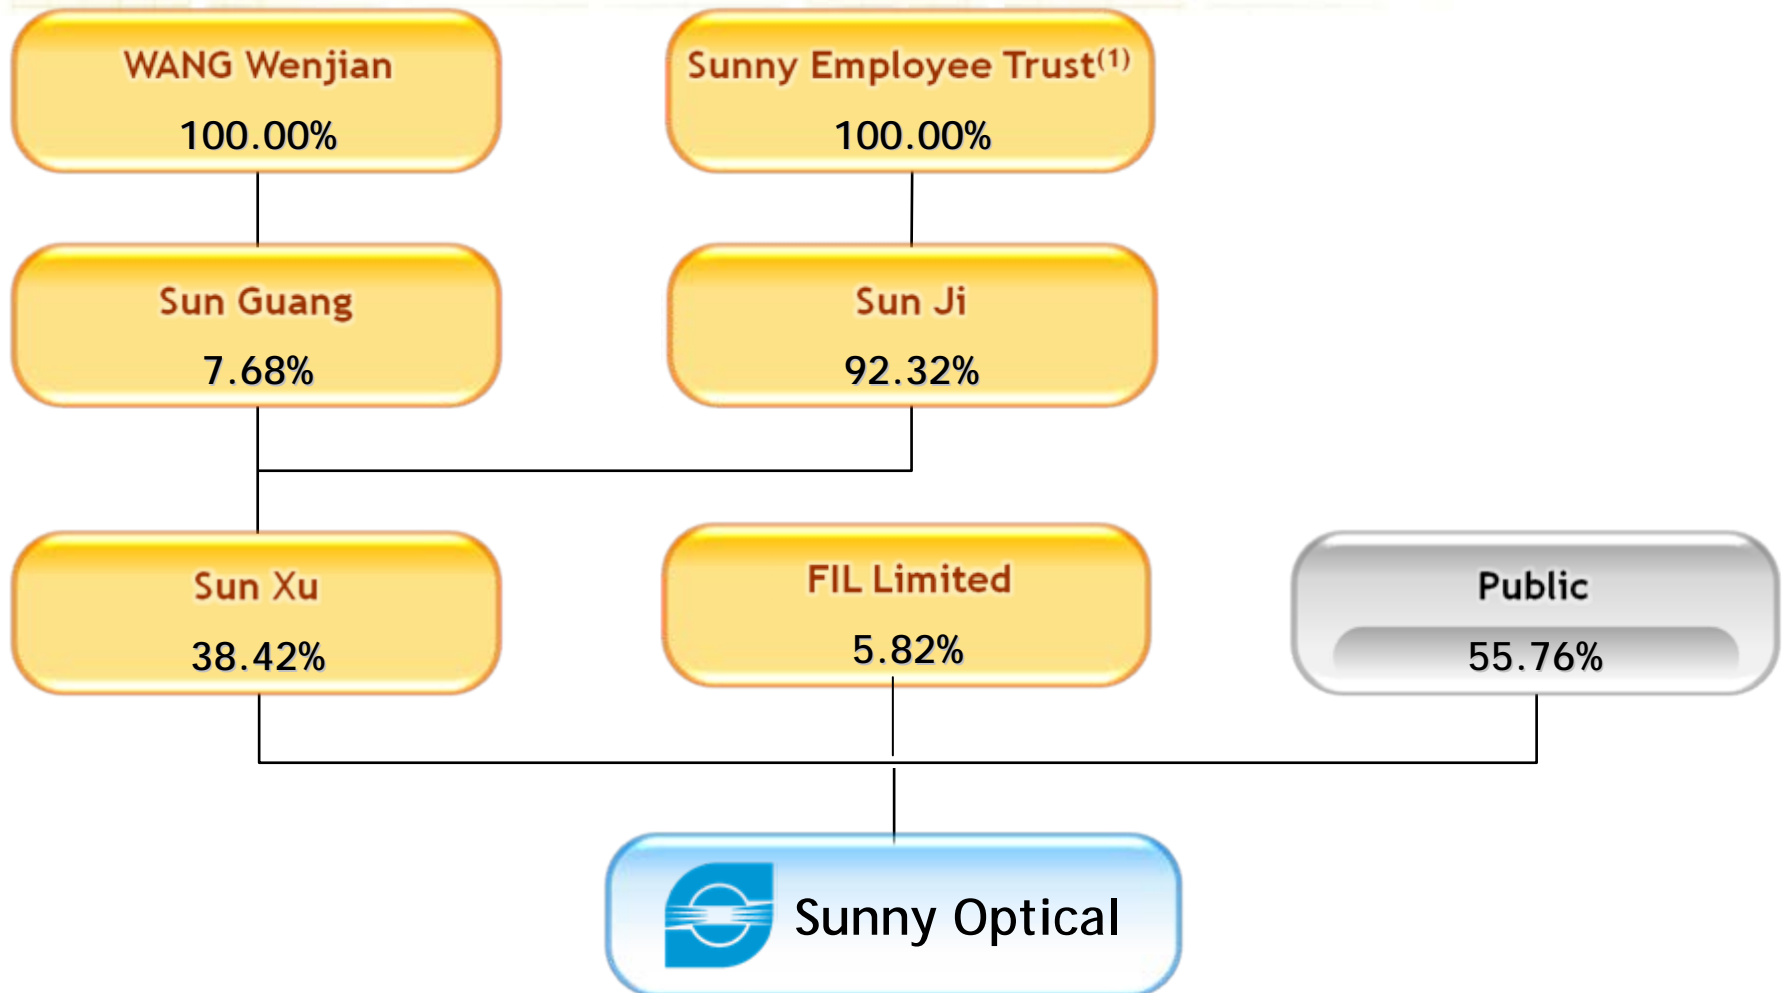 WANG Wenjian
100.00%
Sunny Employee Trust(1)
100.00%
Sun Guang
7.68%
Sun Ji
92.32%
Sun Xu
38.42%
FIL Limited
5.82%
Public
55.76%
Sunny Optical